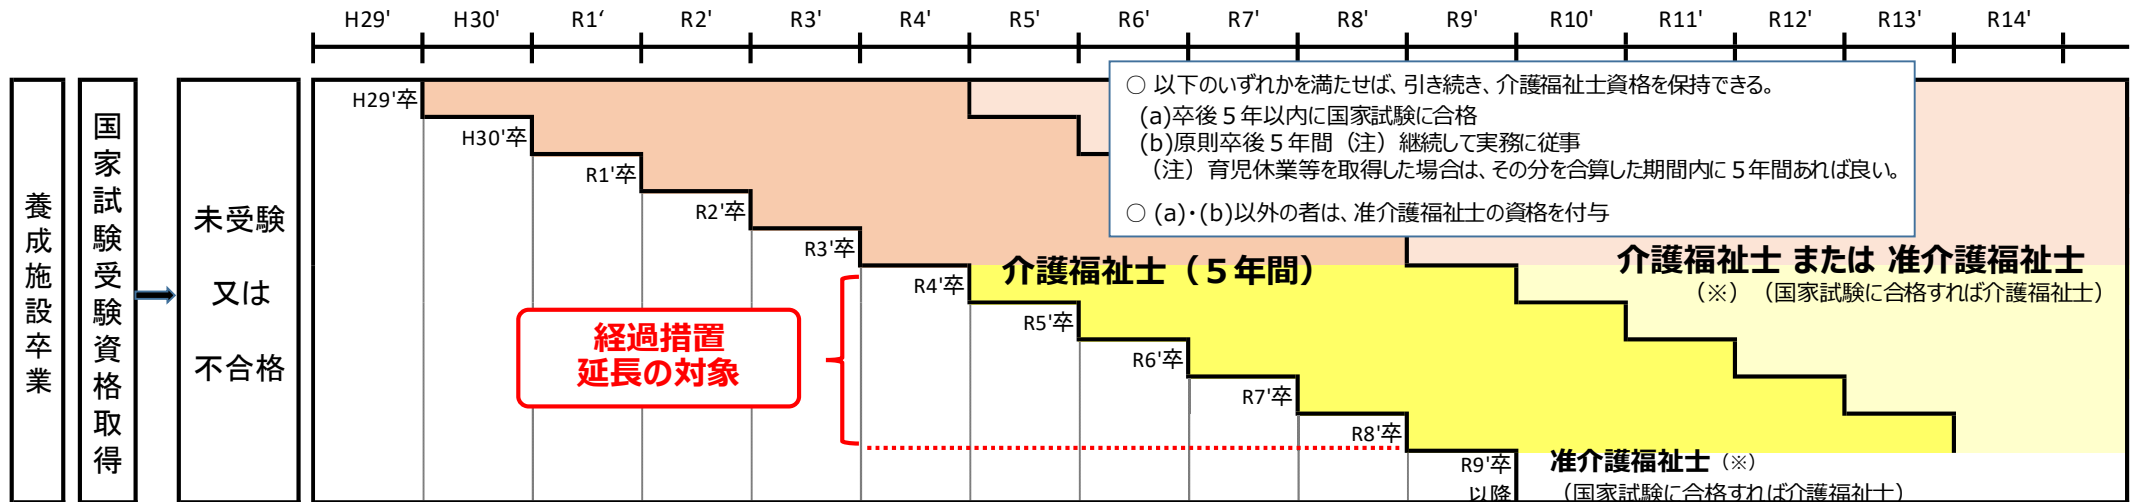 H29' H30' R1‘ R2' R3' R4' R5' R6' R7' R8' R9' R10' R11' R12' R13' R14'
養成施設卒業
国家試験受験資格取得
未受験
又は
不合格
H29'卒
H30'卒
R1'卒
R2'卒
R3'卒
R4'卒
R5'卒
R6'卒
R7'卒
R8'卒
R9'卒
以降
○ 以下のいずれかを満たせば、引き続き、介護福祉士資格を保持できる。
(a)卒後5年以内に国家試験に合格
(b)原則卒後5年間（注）継続して実務に従事
（注）育児休業等を取得した場合は、その分を合算した期間内に5年間あれば良い。
○ (a)・(b)以外の者は、准介護福祉士の資格を付与
介護福祉士（５年間）
介護福祉士 または 准介護福祉士
（※）（国家試験に合格すれば介護福祉士）
経過措置
延長の対象
准介護福祉士（※）
（国家試験に合格すれば介護福祉士）